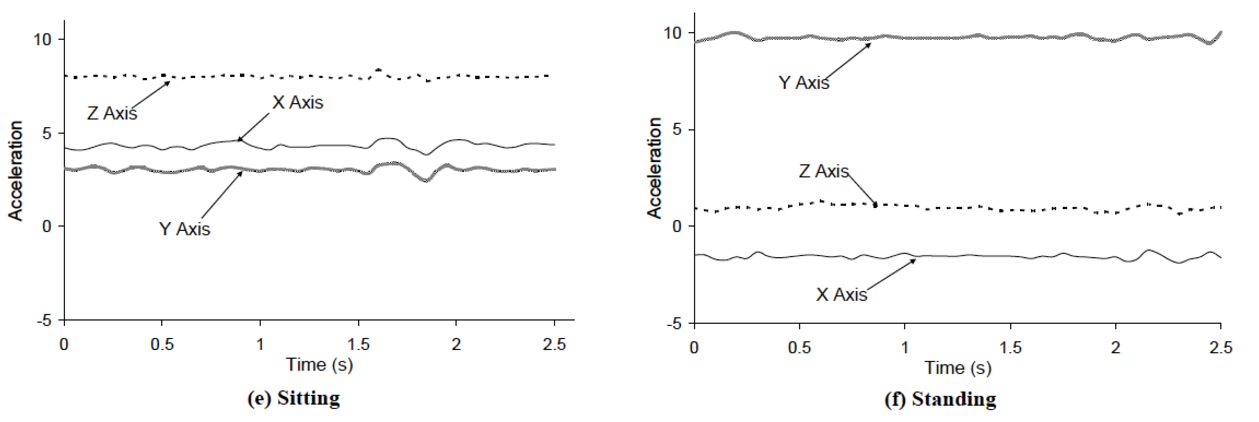 10
5
0
-5
Acceleration
Z Axis
X Axis
Y Axis
0 0.5 1 1.5 2 2.5
Time (s)
(e) Sitting
10
5
0
-5
Acceleration
Y Axis
Z Axis
X Axis
0 0.5 1 1.5 2 2.5
Time (s)
(f) Standing